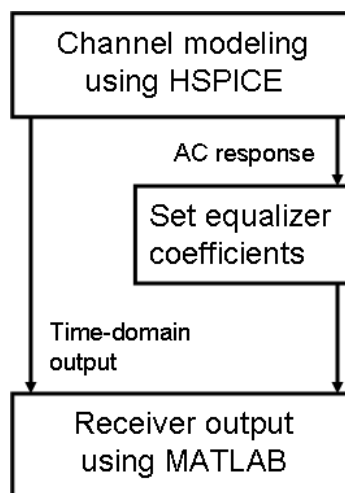 Channel modeling
using HSPICE
AC response
Set equalizer
coefficients
Time-domain
output
Receiver output
using MATLAB